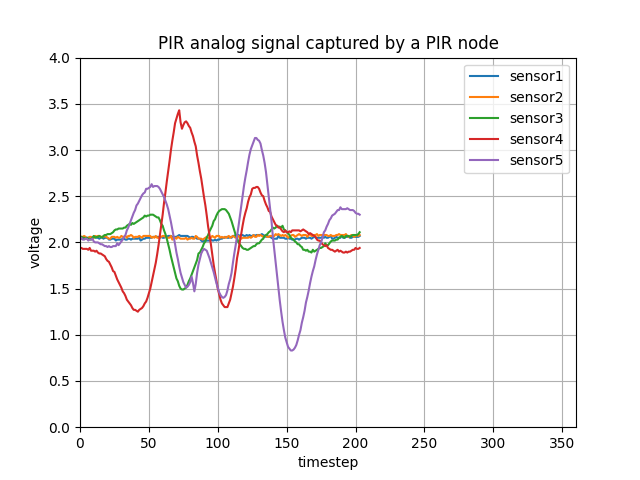 PIR analog signal captured by a PIR node
4.0
3.5
3.0
2.5
2.0
1.5
1.0
0.5
0.0
voltage
sensor1
sensor2
sensor3
sensor4
sensor5
0 50 100 150 200 250 300 350
timestep